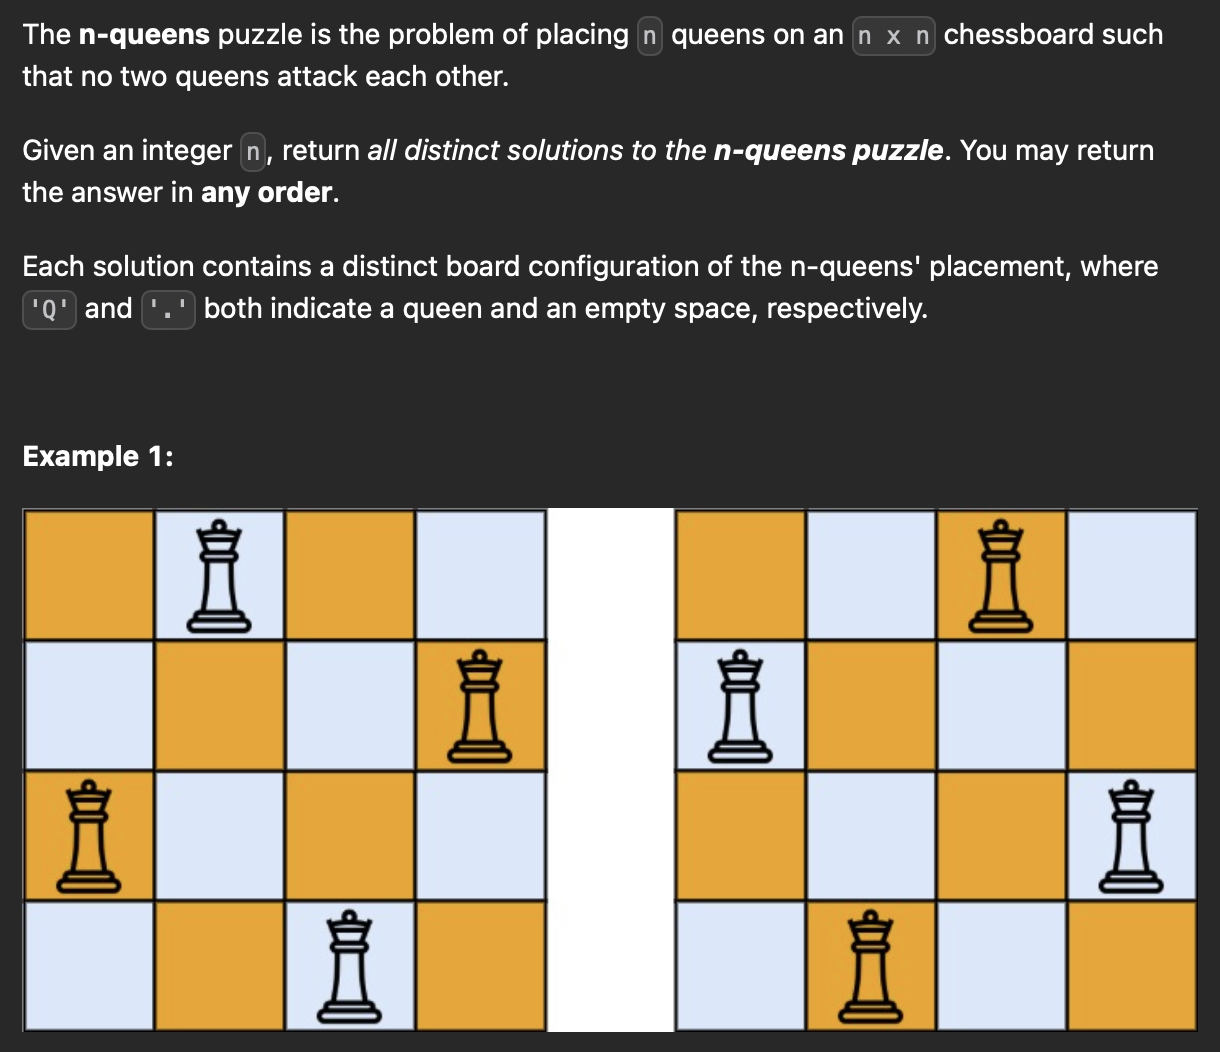 The n-queens puzzle is the problem of placing n queens on an n x n chessboard such
that no two queens attack each other.
Given an integer n, return all distinct solutions to the n-queens puzzle. You may return
the answer in any order.
Each solution contains a distinct board configuration of the n-queens' placement, where
'Q' and '.' both indicate a queen and an empty space, respectively.
Example 1: